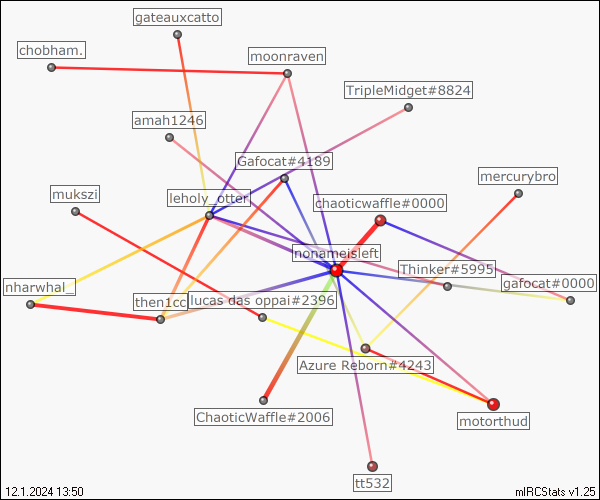 gateauxcatto
chobham.
moonraven
TripleMidget#8824
amah1246
Gafocat#4189
mercurybro
mukszi
leholy_otter
chaoticwaffle#0000
nonameisleft
Thinker#5995
nharwhal_
gafocat#0000
then1cc
lucas das oppai#2396
Azure Reborn#4243
ChaoticWaffle#2006
motorthud
tt532
12.1.2024 13:50
mIRCStats v1.25